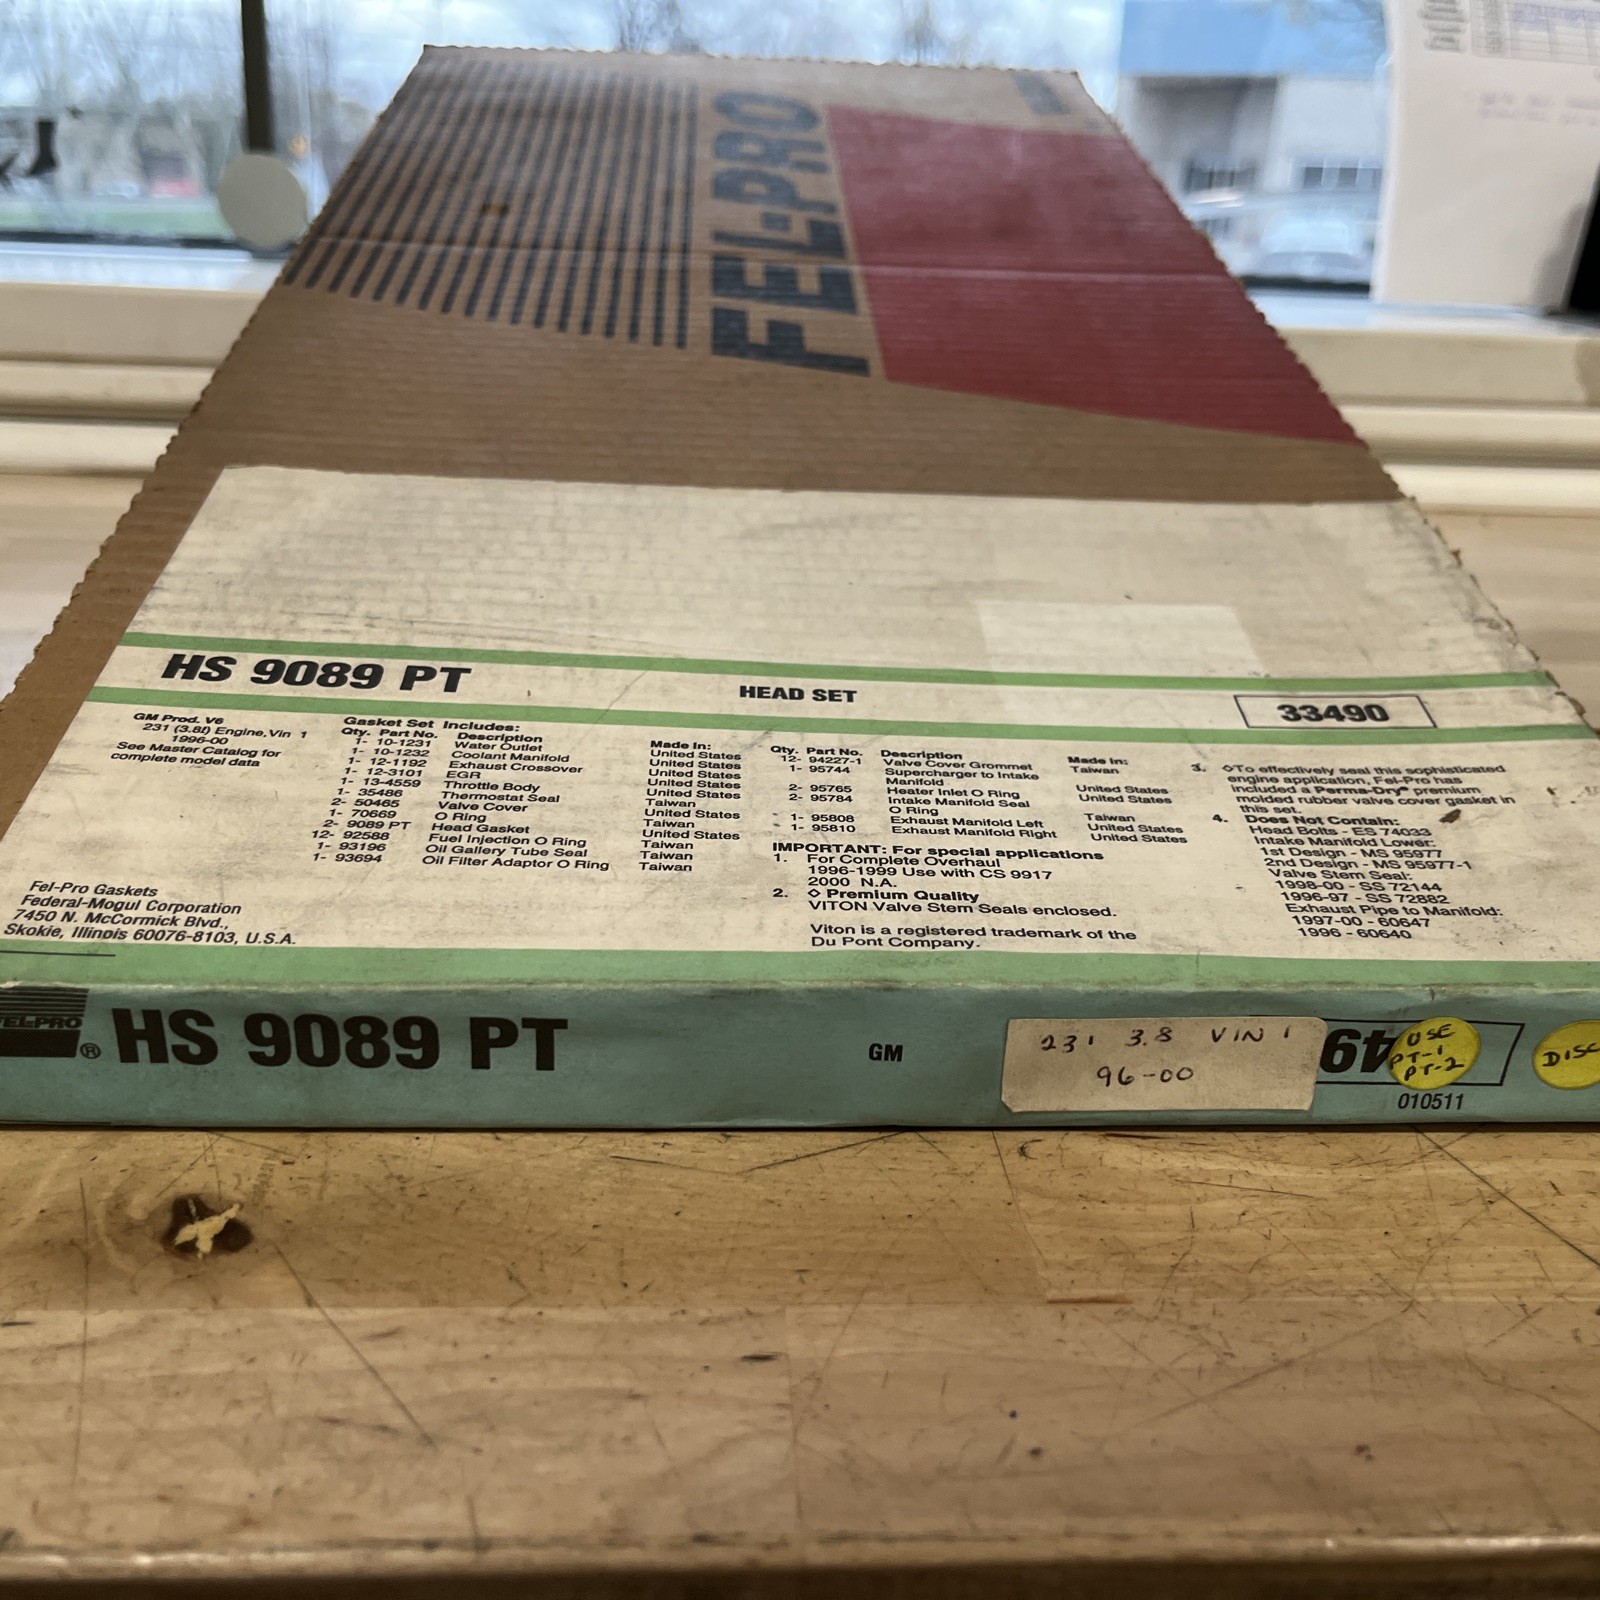 FEL-PRO
HS 9089 PT
HEAD SET
33490
GM Prod. V6
231 (3.8ℓ) Engine, Vin 1
1996-00
See Master Catalog for
complete model data
Gasket Set Includes:
Qty. Part No. Description Made in:
1- 10-1231 Water Outlet United States
1- 10-1232 Coolant Manifold United States
1- 12-1192 Exhaust Crossover United States
1- 12-3101 EGR United States
1- 13-4559 Throttle Body United States
1- 35486 Thermostat Seal Taiwan
2- 50465 Valve Cover United States
1- 70669 O Ring Taiwan
2- 9089 PT Head Gasket United States
12- 92588 Fuel Injection O Ring Taiwan
1- 93196 Oil Gallery Tube Seal Taiwan
1- 93694 Oil Filter Adaptor O Ring Taiwan
Qty. Part No. Description Made in:
12- 94227-1 Valve Cover Grommet Taiwan
1- 95744 Supercharger to Intake
Manifold United States
2- 95765 Heater Inlet O Ring United States
2- 95784 Intake Manifold Seal
O Ring Taiwan
1- 95808 Exhaust Manifold Left United States
1- 95810 Exhaust Manifold Right United States
IMPORTANT: For special applications
1. For Complete Overhaul
1996-1999 Use with CS 9917
2000 N.A.
2. ◇ Premium Quality
VITON Valve Stem Seals enclosed.
Viton is a registered trademark of the
Du Pont Company.
3. ◇To effectively seal this sophisticated
engine application, Fel-Pro has
included a Perma-Dry® premium
molded rubber valve cover gasket in
this set.
4. Does Not Contain:
Head Bolts - ES 74033
Intake Manifold Lower:
1st Design - MS 95977
2nd Design - MS 95977-1
Valve Stem Seal:
1998-00 - SS 72144
1996-97 - SS 72882
Exhaust Pipe to Manifold:
1997-00 - 60647
1996 - 60640
Fel-Pro Gaskets
Federal-Mogul Corporation
7450 N. McCormick Blvd.,
Skokie, Illinois 60076-8103, U.S.A.
FEL-PRO
® HS 9089 PT
GM
231 3.8 VIN 1
96-00
USE
PT-1
PT-2
DISC
010511